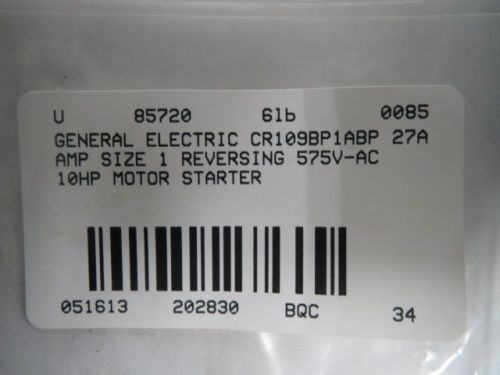 U 85720 6lb 0085
GENERAL ELECTRIC CR109BP1ABP 27A
AMP SIZE 1 REVERSING 575V-AC
10HP MOTOR STARTER
051613 202830 BQC 34